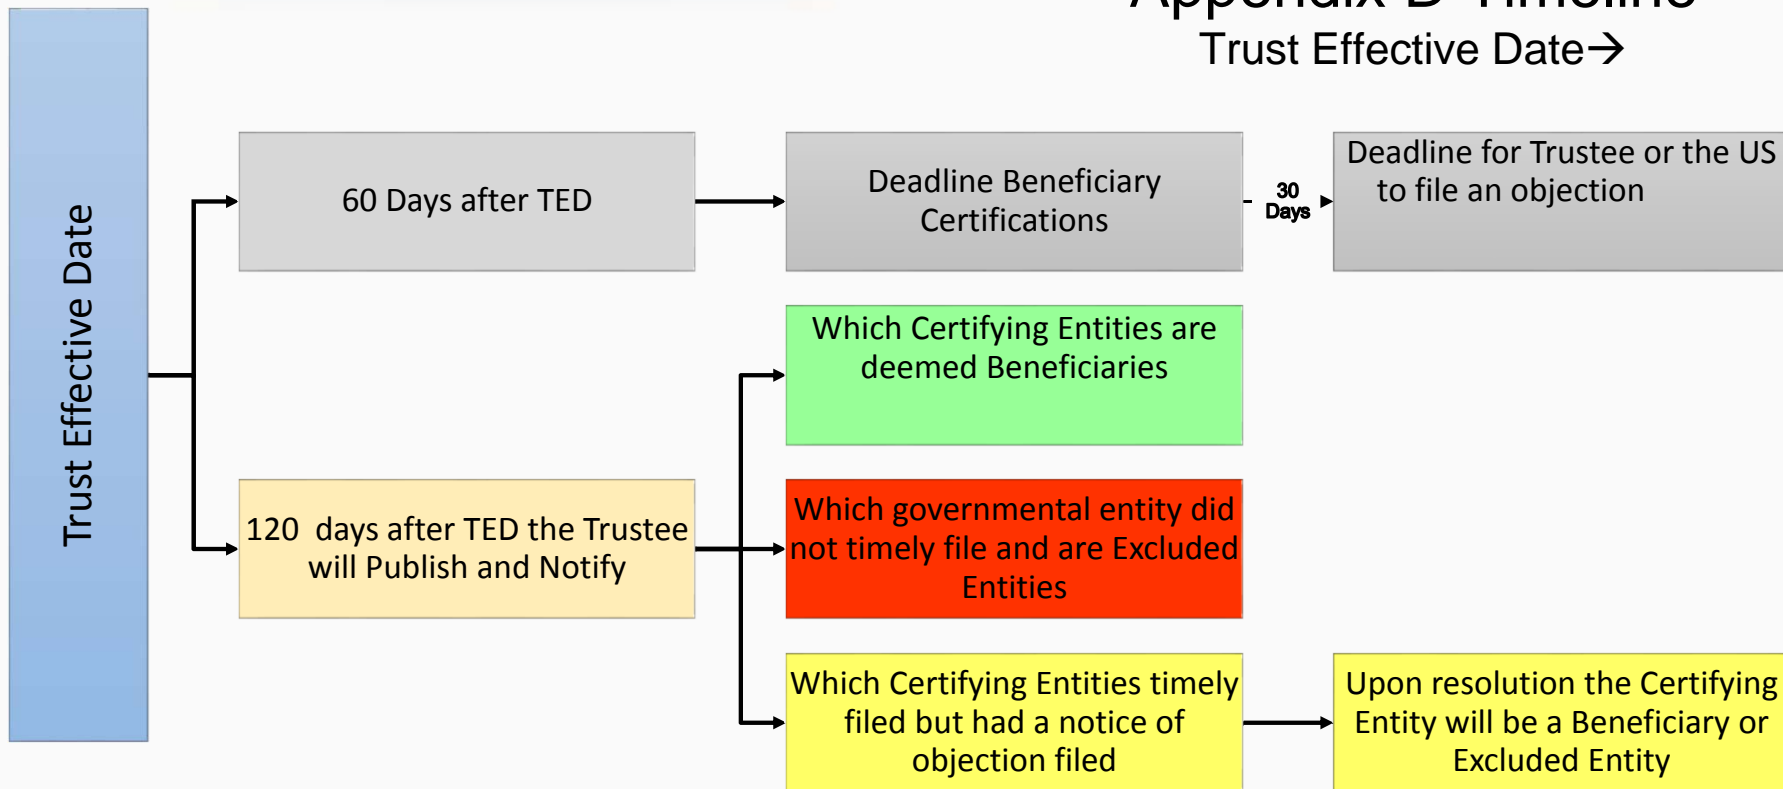 Appendix D Timeline
Trust Effective Date→
Trust Effective Date
60 Days after TED
Deadline Beneficiary
Certifications
30
Days
Deadline for Trustee or the US
to file an objection
Which Certifying Entities are
deemed Beneficiaries
120 days after TED the Trustee
will Publish and Notify
Which governmental entity did
not timely file and are Excluded
Entities
Which Certifying Entities timely
filed but had a notice of
objection filed
Upon resolution the Certifying
Entity will be a Beneficiary or
Excluded Entity